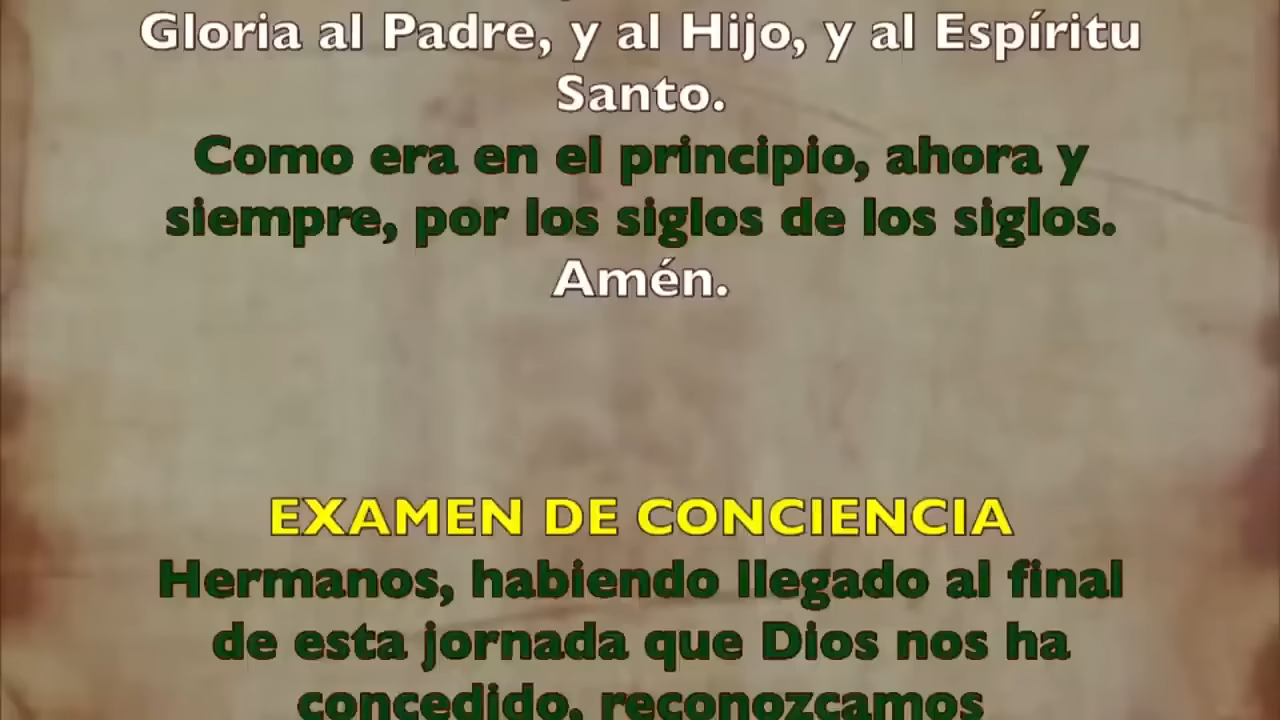 Gloria al Padre, y al Hijo, y al Espíritu
Santo.
Como era en el principio, ahora y
siempre, por los siglos de los siglos.
Amén.
EXAMEN DE CONCIENCIA
Hermanos, habiendo llegado al final
de esta jornada que Dios nos ha
concedido, reconozcamos